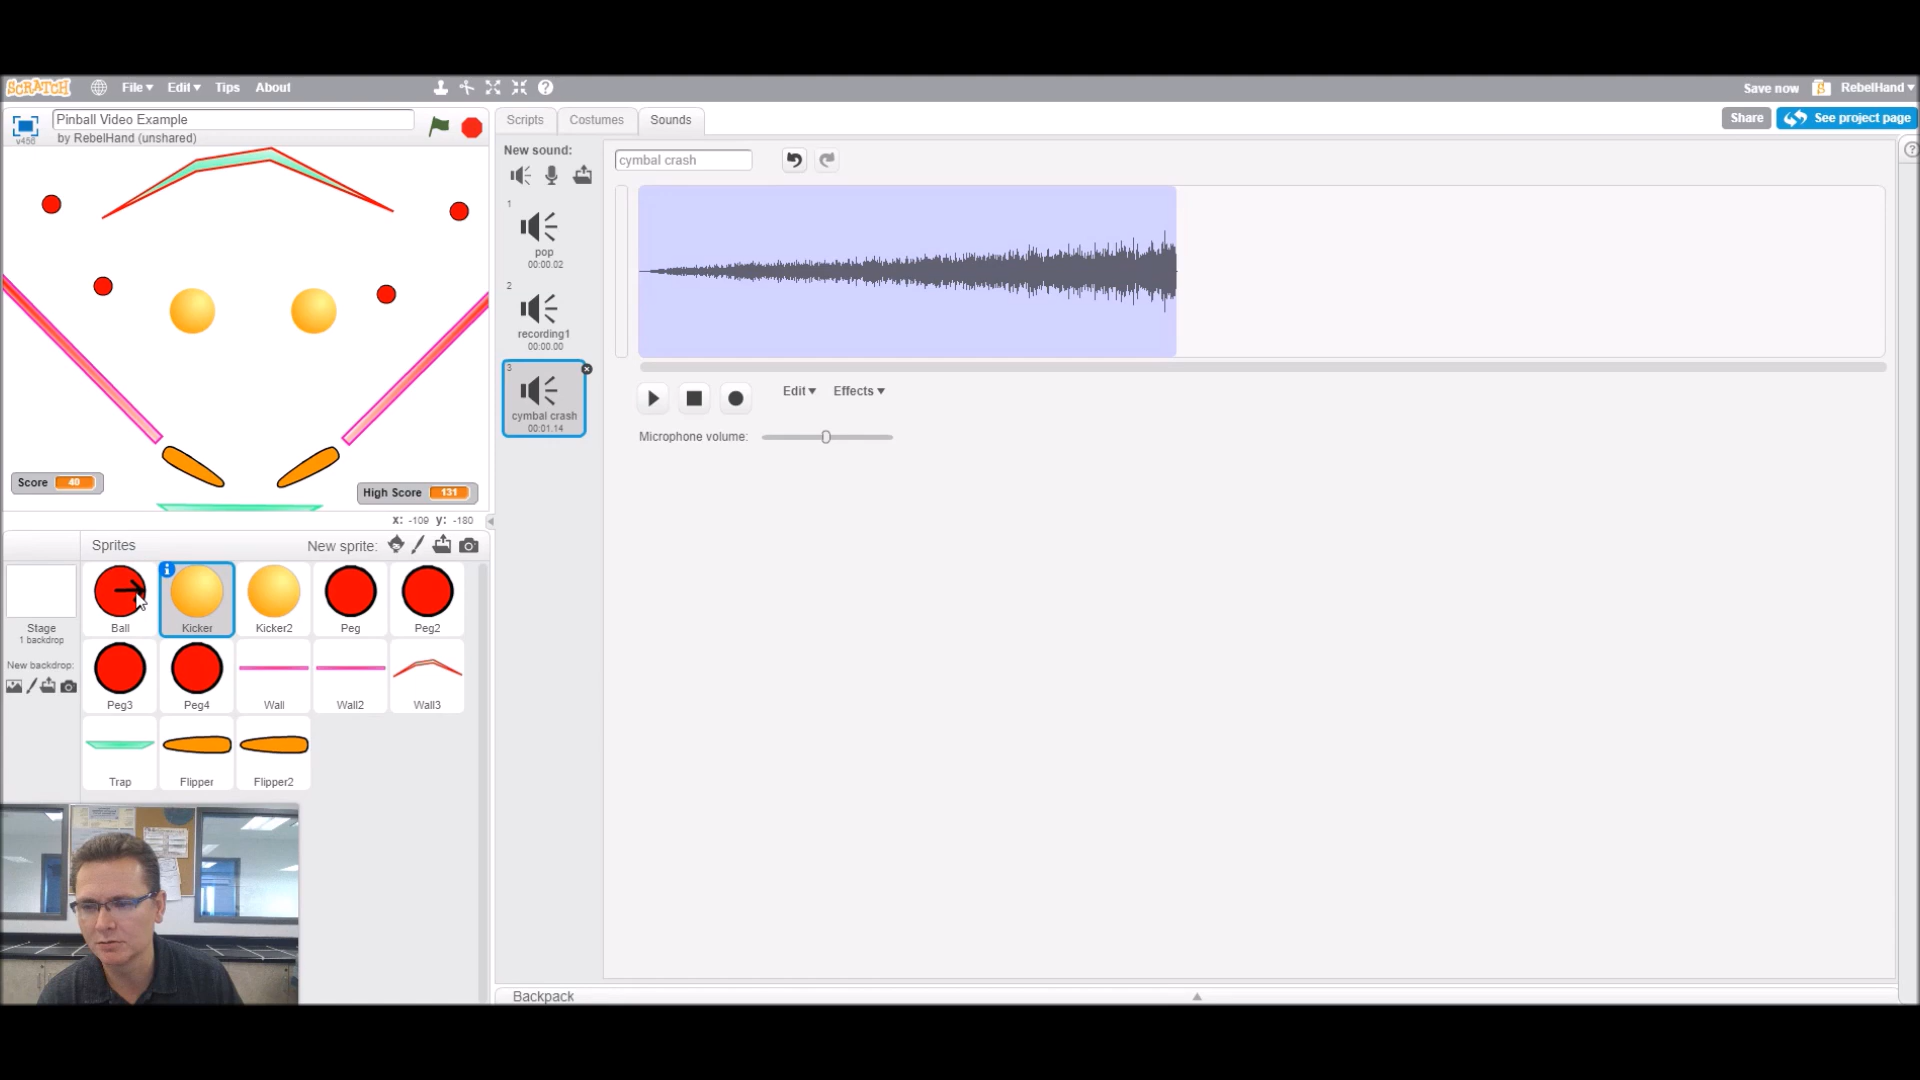 SCRATCH File Edit Tips About Save now RebelHand
Pinball Video Example
by RebelHand (unshared)
v456
Scripts Costumes Sounds Share See project page
New sound:
cymbal crash
1
pop
00:00.02
2
recording1
00:00.00
3
cymbal crash
00:01.14
Edit Effects
Microphone volume:
Score 40
High Score 131
x: -109 y: -180
Sprites New sprite:
Ball Kicker Kicker2 Peg Peg2
Stage
1 backdrop
New backdrop:
Peg3 Peg4 Wall Wall2 Wall3
Trap Flipper Flipper2
Backpack